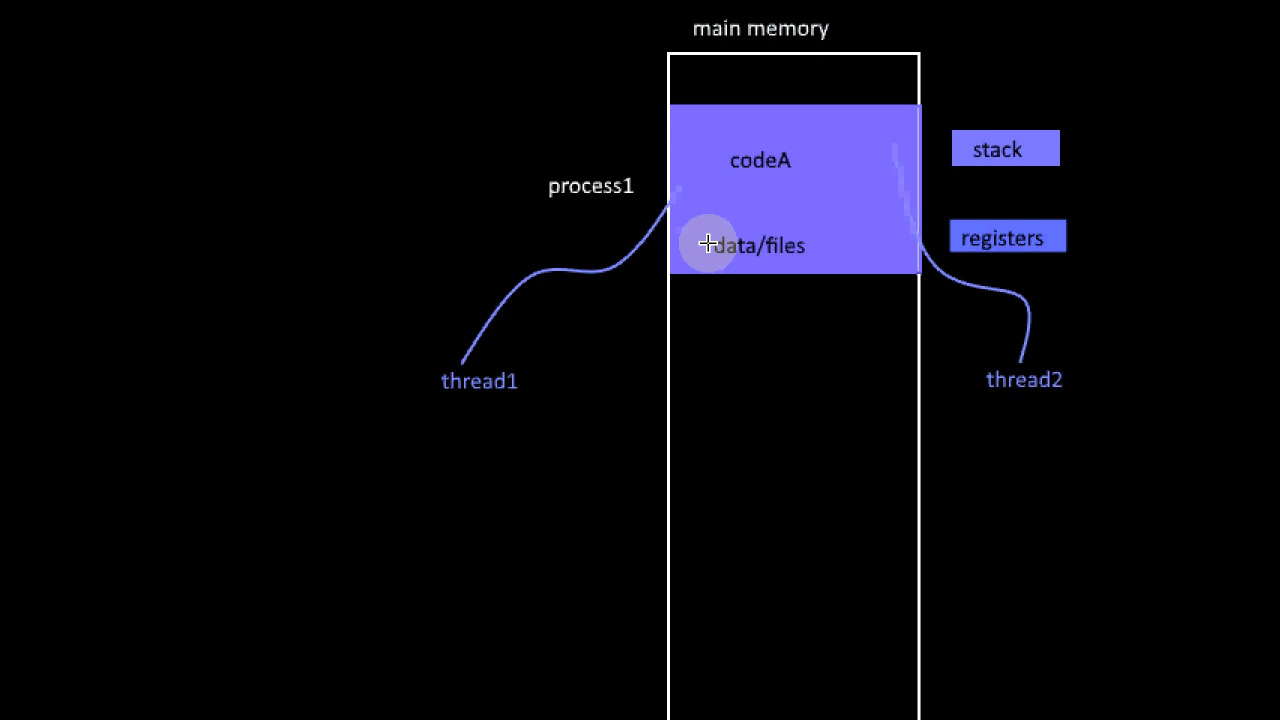 main memory
codeA
stack
process1
registers
data/files
thread1
thread2